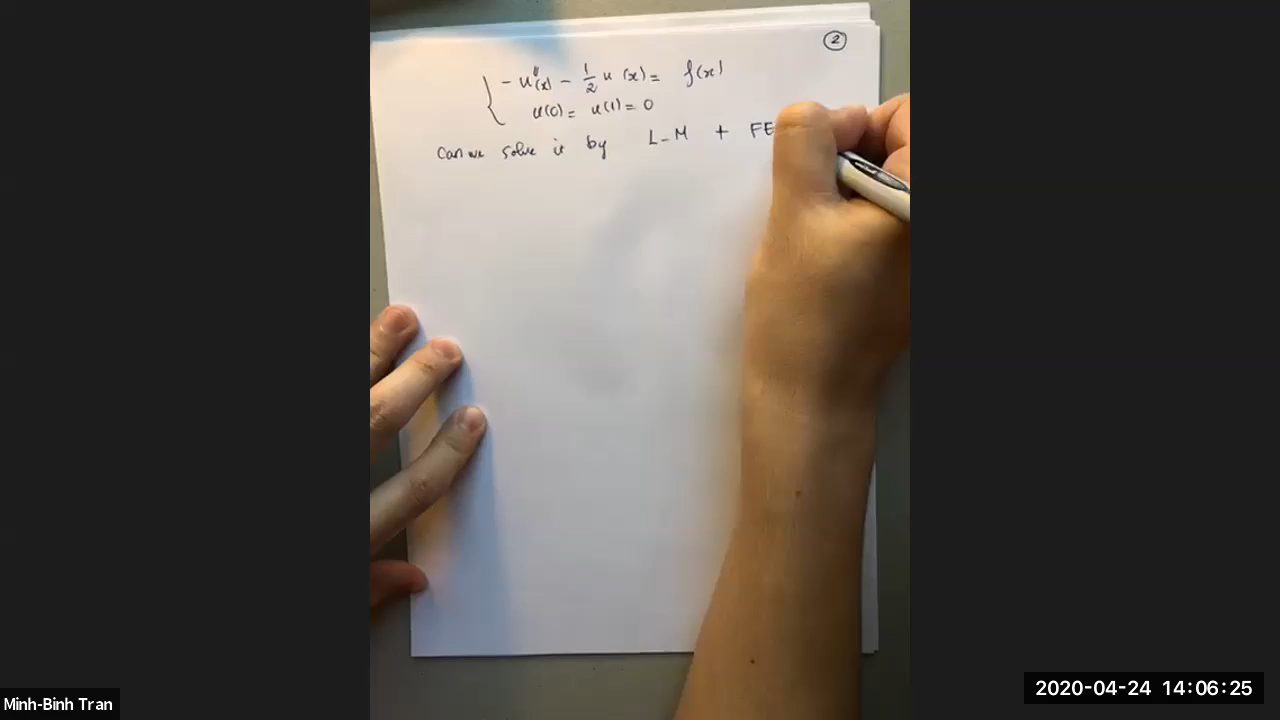 ②
- u''(x) - 1/2 u (x) = f(x)
u(0) = u(1) = 0
Can we solve it by L-M + FE
Minh-Binh Tran
2020-04-24 14:06:25